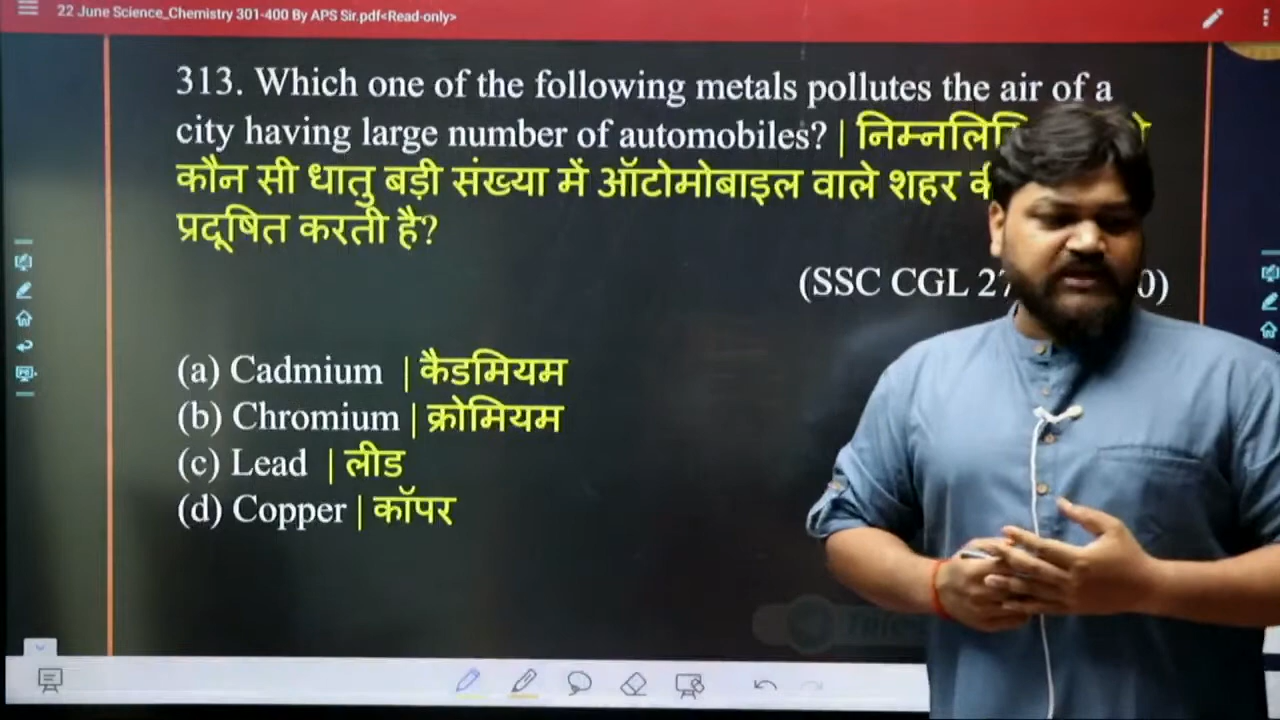 22 June Science_Chemistry 301-400 By APS Sir.pdf<Read-only>
313. Which one of the following metals pollutes the air of a
city having large number of automobiles? |
कौन सी धातु बड़ी संख्या में ऑटोमोबाइल वाले शहर
प्रदूषित करती है?
(SSC CGL 0)
(a) Cadmium | कैडमियम
(b) Chromium | क्रोमियम
(c) Lead | लीड
(d) Copper | कॉपर